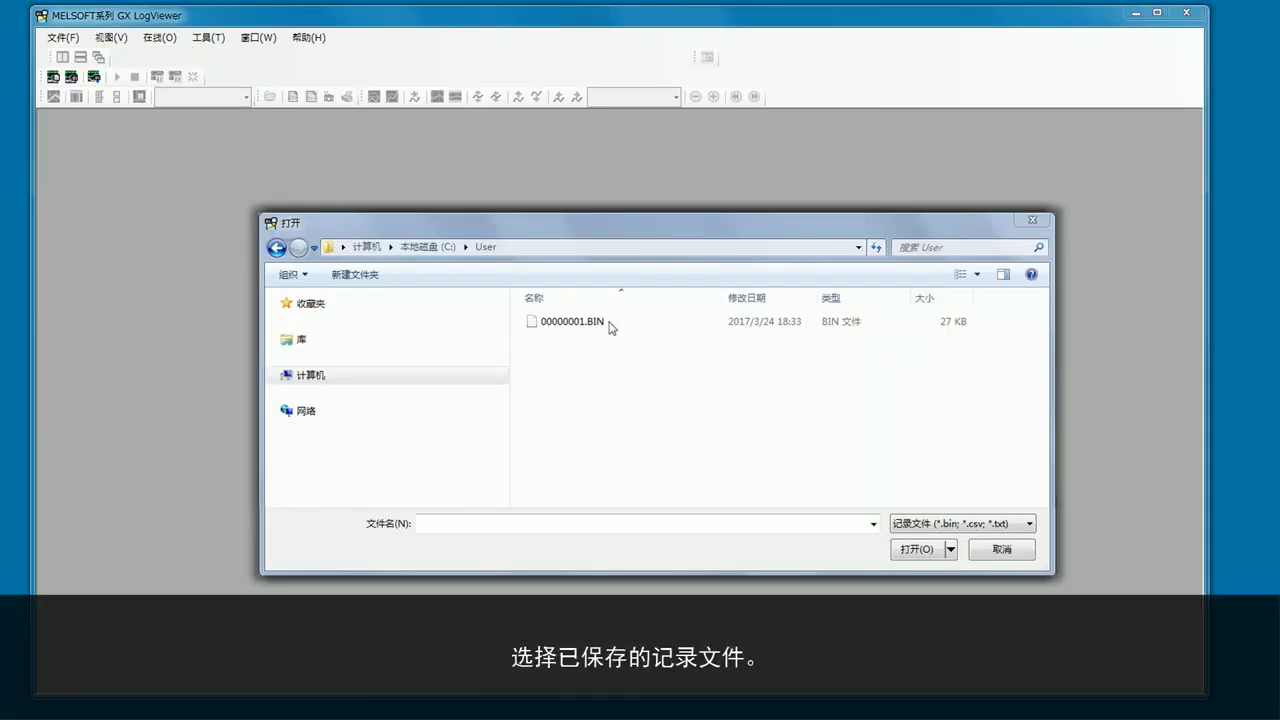 MELSOFT系列 GX LogViewer
文件(F) 视图(V) 在线(O) 工具(T) 窗口(W) 帮助(H)
打开
计算机 本地磁盘 (C:) User 搜索 User
组织 新建文件夹
名称 修改日期 类型 大小
收藏夹
00000001.BIN 2017/3/24 18:33 BIN 文件 27 KB
库
计算机
网络
文件名(N): 记录文件 (*.bin; *.csv; *.txt)
打开(O) 取消
选择已保存的记录文件。